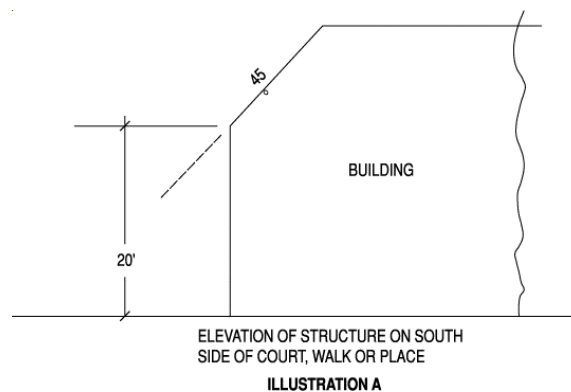 45°
BUILDING
20'
ELEVATION OF STRUCTURE ON SOUTH
SIDE OF COURT, WALK OR PLACE
ILLUSTRATION A